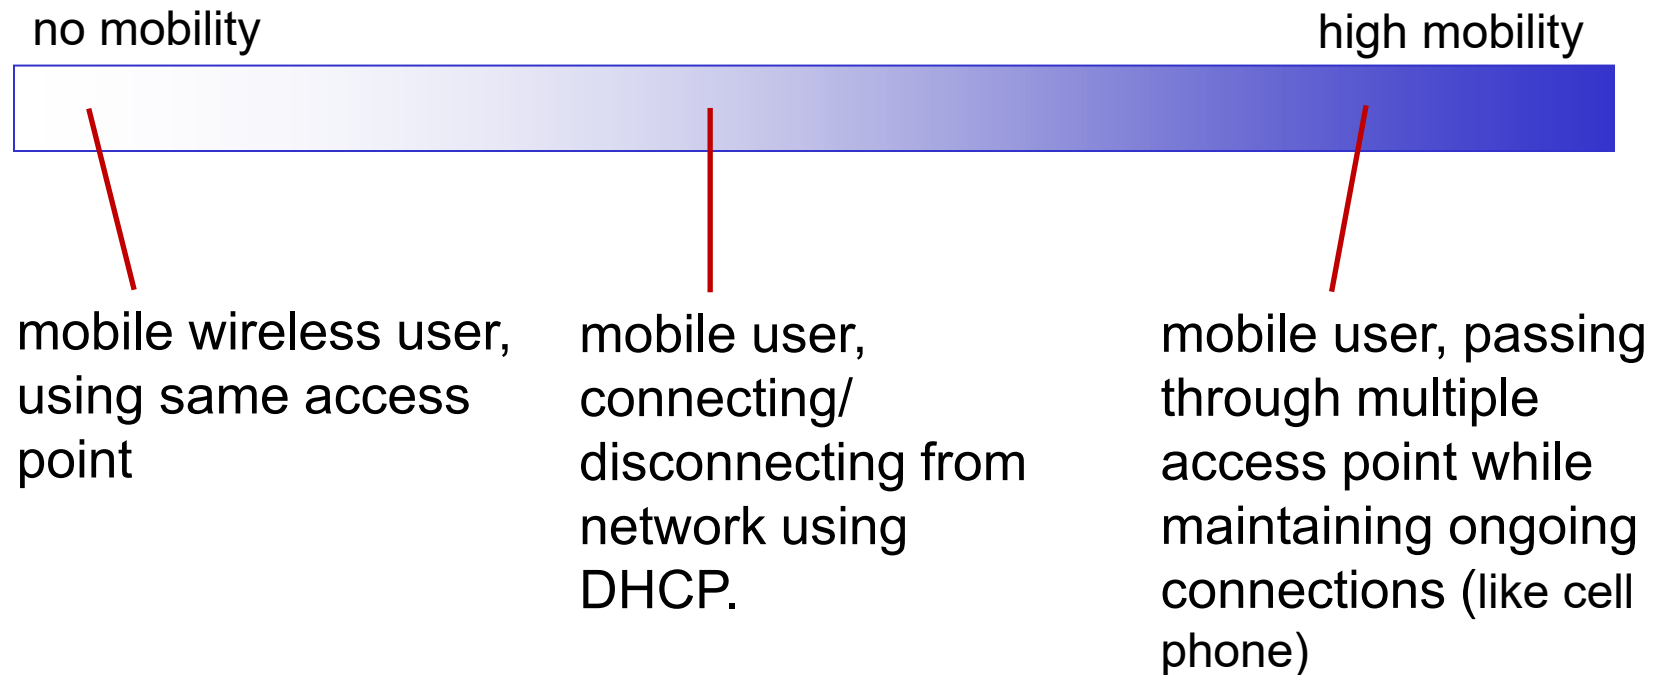 no mobility
high mobility
mobile wireless user,
using same access
point
mobile user,
connecting/
disconnecting from
network using
DHCP.
mobile user, passing
through multiple
access point while
maintaining ongoing
connections (like cell
phone)